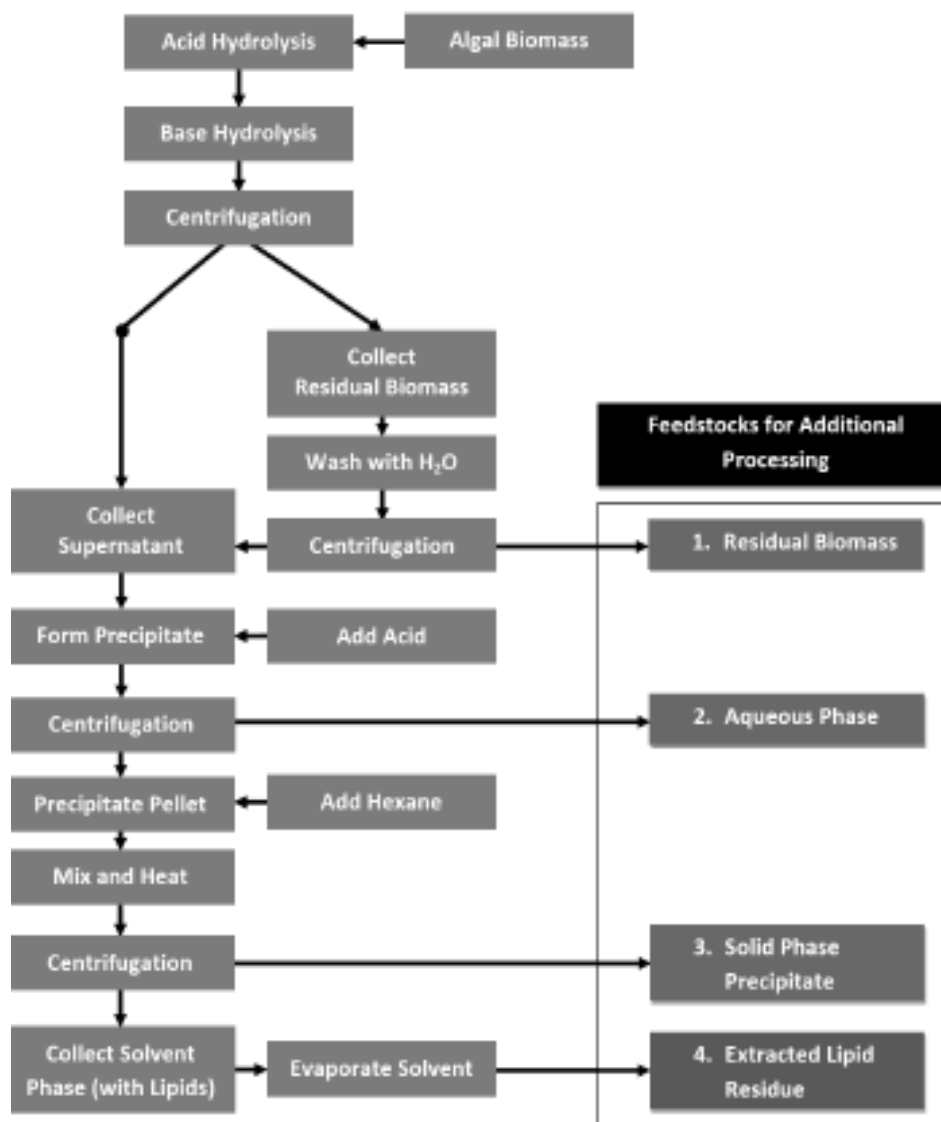 Acid Hydrolysis
Algal Biomass
Base Hydrolysis
Centrifugation
Collect
Residual Biomass
Wash with H₂O
Feedstocks for Additional
Processing
Collect
Supernatant
Centrifugation
1. Residual Biomass
Form Precipitate
Add Acid
Centrifugation
2. Aqueous Phase
Precipitate Pellet
Add Hexane
Mix and Heat
Centrifugation
3. Solid Phase
Precipitate
Collect Solvent
Phase (with Lipids)
Evaporate Solvent
4. Extracted Lipid
Residue